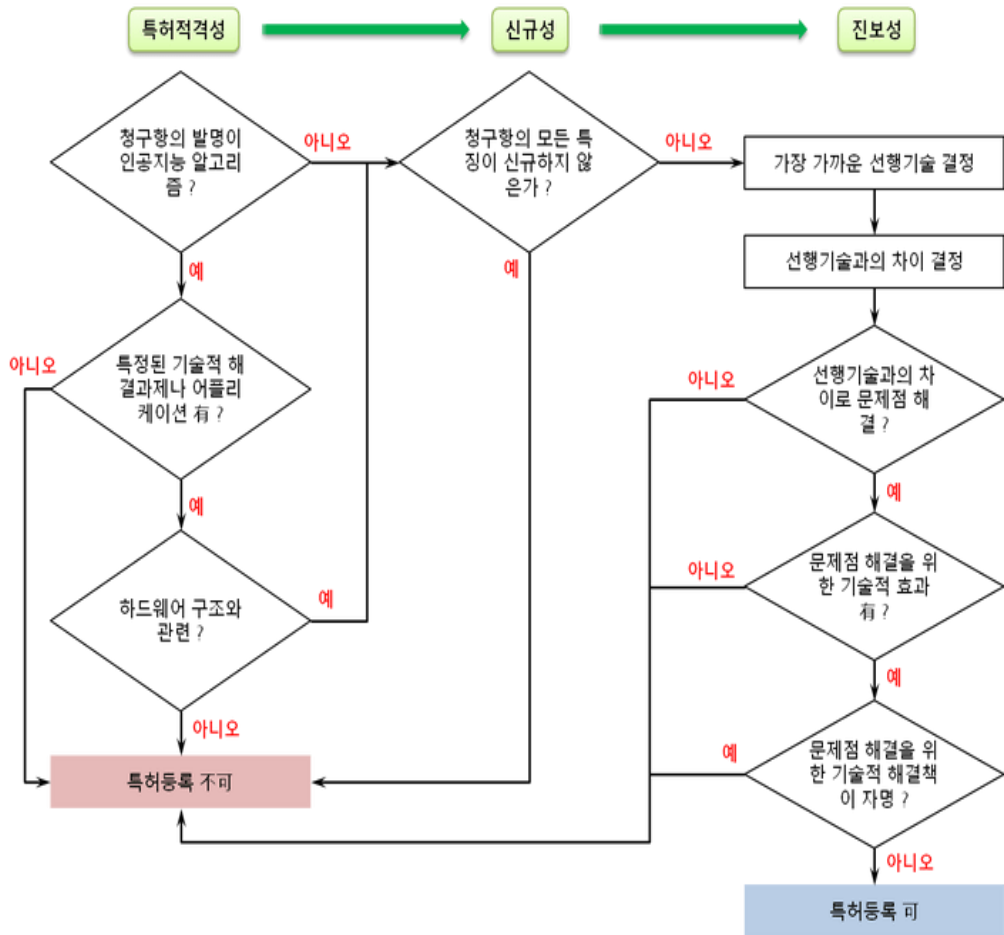 특허적격성
신규성
진보성
청구항의 발명이
인공지능 알고리
즘 ?
아니오
예
특정된 기술적 해
결과제나 어플리
케이션 有 ?
아니오
예
하드웨어 구조와
관련 ?
예
아니오
특허등록 不可
청구항의 모든 특
징이 신규하지 않
은가 ?
아니오
예
가장 가까운 선행기술 결정
선행기술과의 차이 결정
선행기술과의 차
이로 문제점 해
결 ?
아니오
예
문제점 해결을 위
한 기술적 효과
有 ?
아니오
예
문제점 해결을 위
한 기술적 해결책
이 자명 ?
예
아니오
특허등록 可